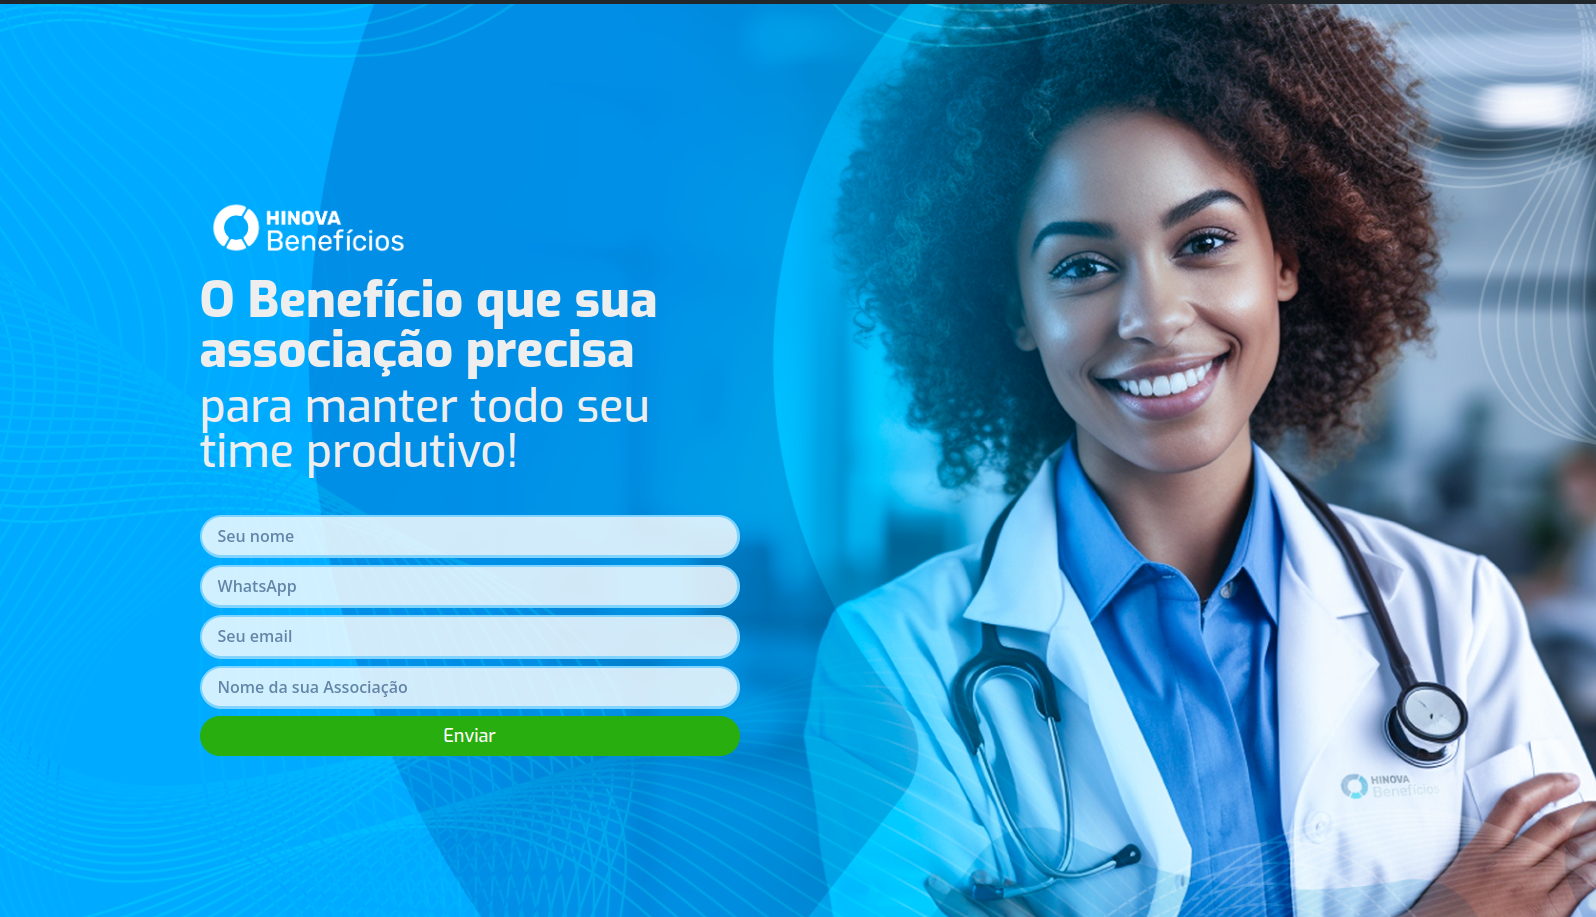 HINOVA
Benefícios
O Benefício que sua
associação precisa
para manter todo seu
time produtivo!
Seu nome
WhatsApp
Seu email
Nome da sua Associação
Enviar
HINOVA
Benefícios